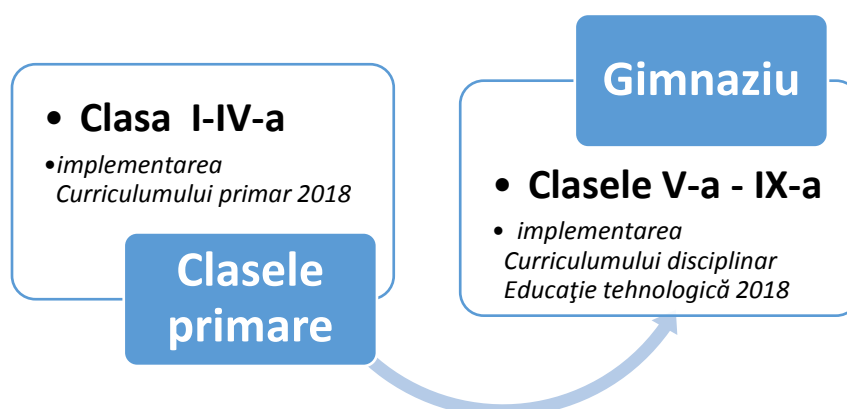 • Clasa I-IV-a
•implementarea
Curriculumului primar 2018
Clasele
primare
Gimnaziu
• Clasele V-a - IX-a
• implementarea
Curriculumului disciplinar
Educaţie tehnologică 2018